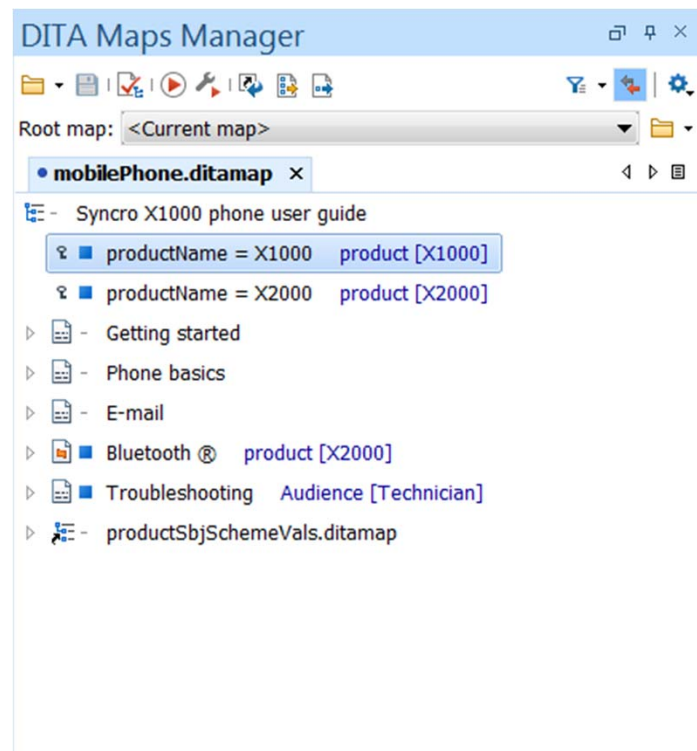 DITA Maps Manager
Root map: <Current map>
mobilePhone.ditamap
Syncro X1000 phone user guide
productName = X1000 product [X1000]
productName = X2000 product [X2000]
Getting started
Phone basics
E-mail
Bluetooth ® product [X2000]
Troubleshooting Audience [Technician]
productSbjSchemeVals.ditamap